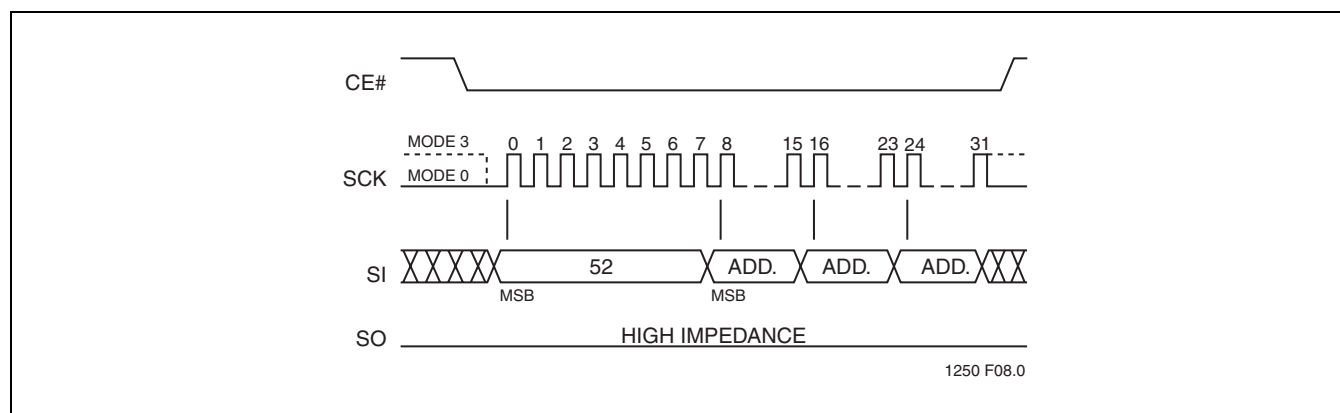 CE#
MODE 3 0 1 2 3 4 5 6 7 8 15 16 23 24 31
SCK MODE 0
SI 52 ADD. ADD. ADD.
MSB MSB
SO HIGH IMPEDANCE
1250 F08.0